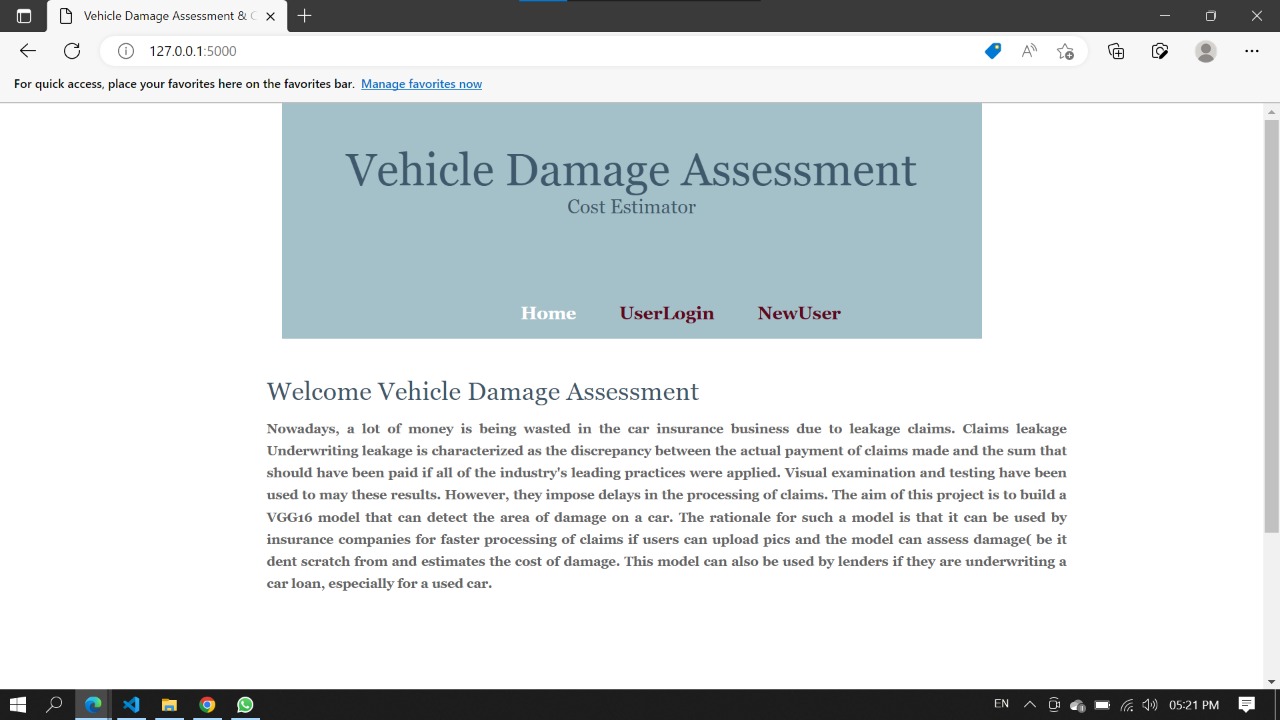 Vehicle Damage Assessment & C
127.0.0.1:5000
For quick access, place your favorites here on the favorites bar. Manage favorites now
Vehicle Damage Assessment
Cost Estimator
Home UserLogin NewUser
Welcome Vehicle Damage Assessment
Nowadays, a lot of money is being wasted in the car insurance business due to leakage claims. Claims leakage
Underwriting leakage is characterized as the discrepancy between the actual payment of claims made and the sum that
should have been paid if all of the industry's leading practices were applied. Visual examination and testing have been
used to may these results. However, they impose delays in the processing of claims. The aim of this project is to build a
VGG16 model that can detect the area of damage on a car. The rationale for such a model is that it can be used by
insurance companies for faster processing of claims if users can upload pics and the model can assess damage( be it
dent scratch from and estimates the cost of damage. This model can also be used by lenders if they are underwriting a
car loan, especially for a used car.
EN 05:21 PM